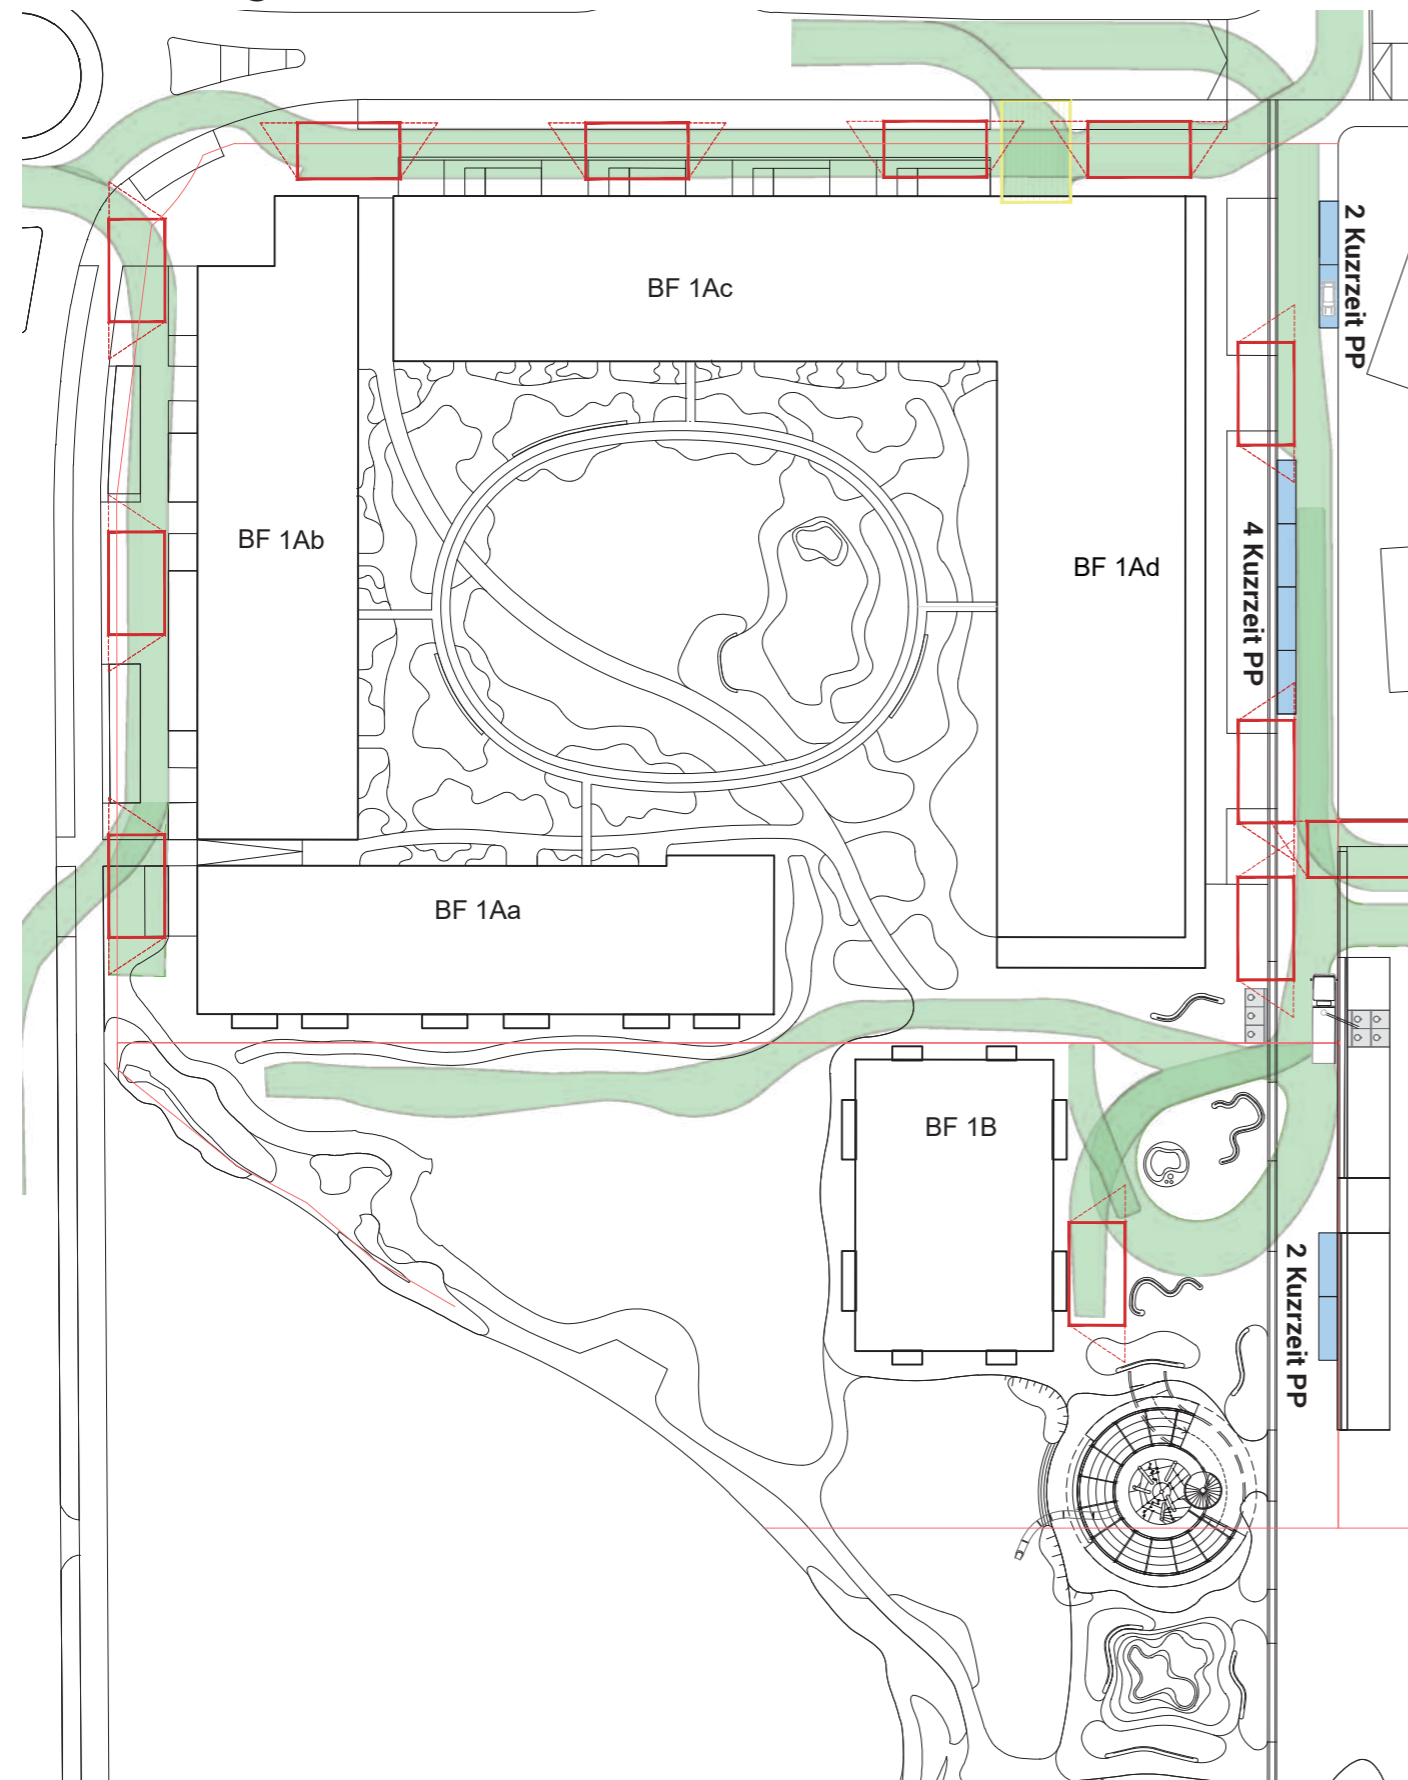 2 Kuzrzeit PP
BF 1Ac
BF 1Ab
BF 1Ad
4 Kuzrzeit PP
BF 1Aa
BF 1B
2 Kuzrzeit PP